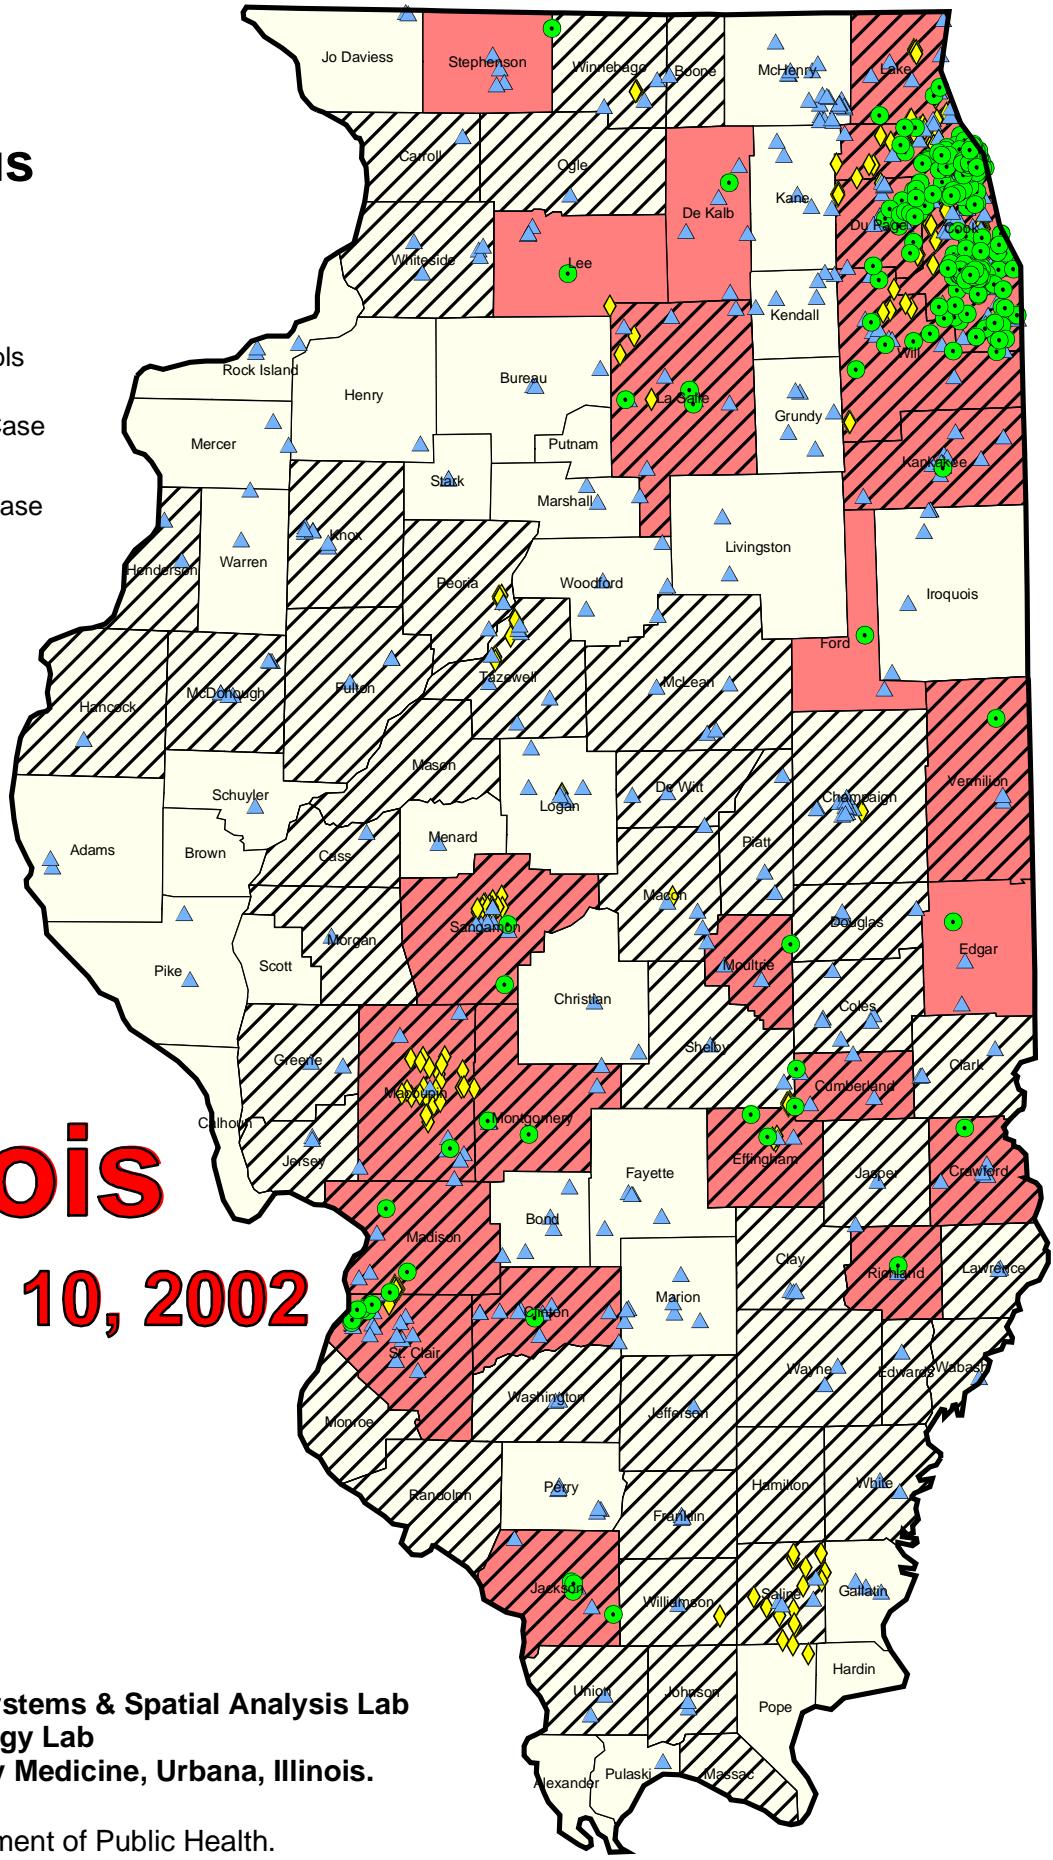 us
ols
Case
ase
ois
10, 2002
ystems & Spatial Analysis Lab
gy Lab
y Medicine, Urbana, Illinois.
ment of Public Health.
Jo Daviess
Stephenson
Winnebago
Boone
McHenry
Lake
Carroll
Ogle
De Kalb
Kane
Du Page
Cook
Whiteside
Lee
Kendall
Will
Rock Island
Henry
Bureau
La Salle
Grundy
Mercer
Putnam
Kankakee
Stark
Marshall
Livingston
Iroquois
Henderson
Warren
Knox
Peoria
Woodford
Ford
Hancock
McDonough
Fulton
Tazewell
McLean
Mason
Logan
De Witt
Champaign
Vermilion
Schuyler
Adams
Brown
Cass
Menard
Macon
Piatt
Douglas
Edgar
Pike
Scott
Morgan
Sangamon
Christian
Moultrie
Coles
Shelby
Greene
Macoupin
Montgomery
Cumberland
Clark
Calhoun
Jersey
Fayette
Effingham
Jasper
Crawford
Madison
Bond
Clay
Richland
Lawrence
Marion
Clinton
St. Clair
Washington
Wayne
Edwards
Wabash
Monroe
Jefferson
Randolph
Perry
Hamilton
White
Franklin
Jackson
Williamson
Saline
Gallatin
Hardin
Union
Johnson
Pope
Alexander
Pulaski
Massac